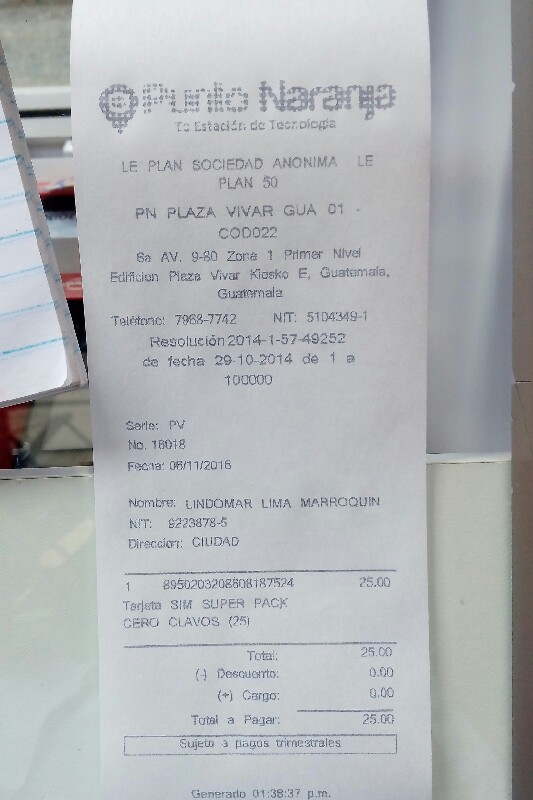 Punto Naranja
Tu Estación de Tecnología
LE PLAN SOCIEDAD ANONIMA LE
PLAN 50
PN PLAZA VIVAR GUA 01 -
COD022
6a AV. 9-80 Zona 1 Primer Nivel
Edificion Plaza Vivar Kiosko E, Guatemala,
Guatemala
Teléfono: 7968-7742 NIT: 5104349-1
Resolución 2014-1-57-49252
de fecha 29-10-2014 de 1 a
100000
Serie: PV
No. 18018
Fecha: 06/11/2016
Nombre: LINDOMAR LIMA MARROQUIN
NIT: 9223878-5
Direccion: CIUDAD
1 8950203208608187524 25.00
Tarjeta SIM SUPER PACK
CERO CLAVOS (25)
Total: 25.00
(-) Descuento: 0.00
(+) Cargo: 0.00
Total a Pagar: 25.00
Sujeto a pagos trimestrales
Generado 01:38:37 p.m.